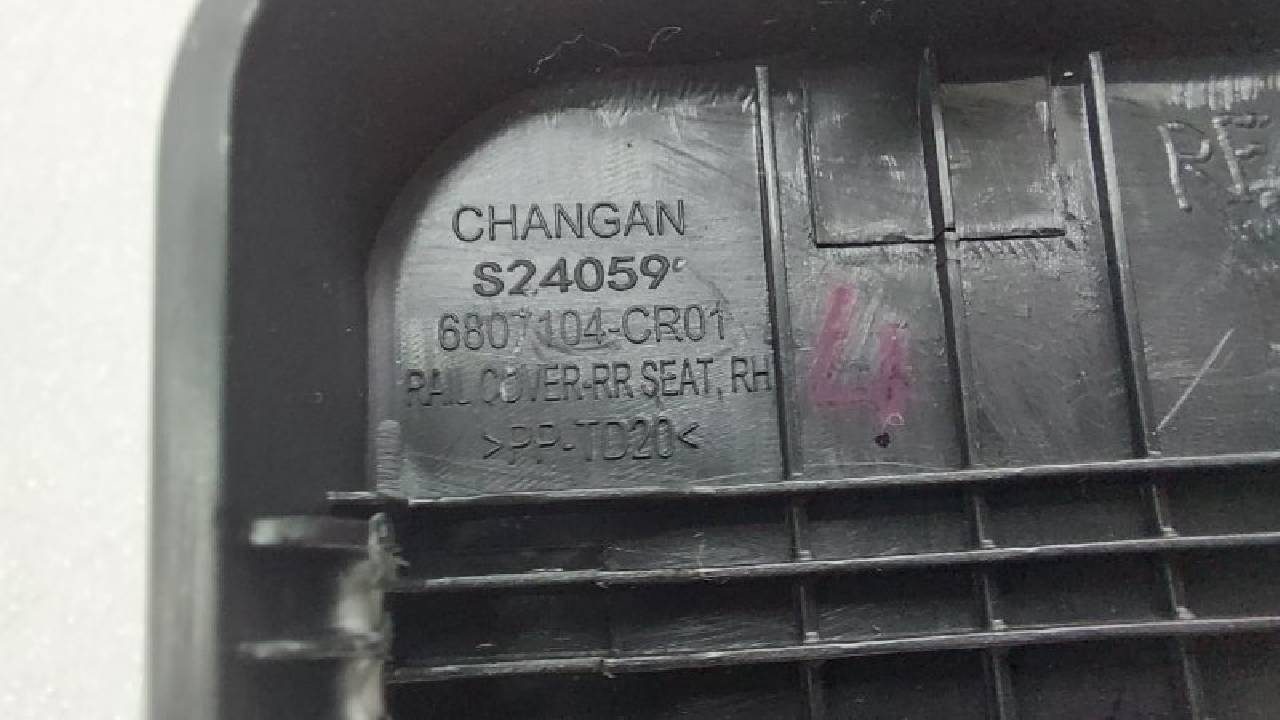 CHANGAN
S24059
6807104-CR01
RAIL COVER-RR SEAT, RH
>PP-TD20<
4